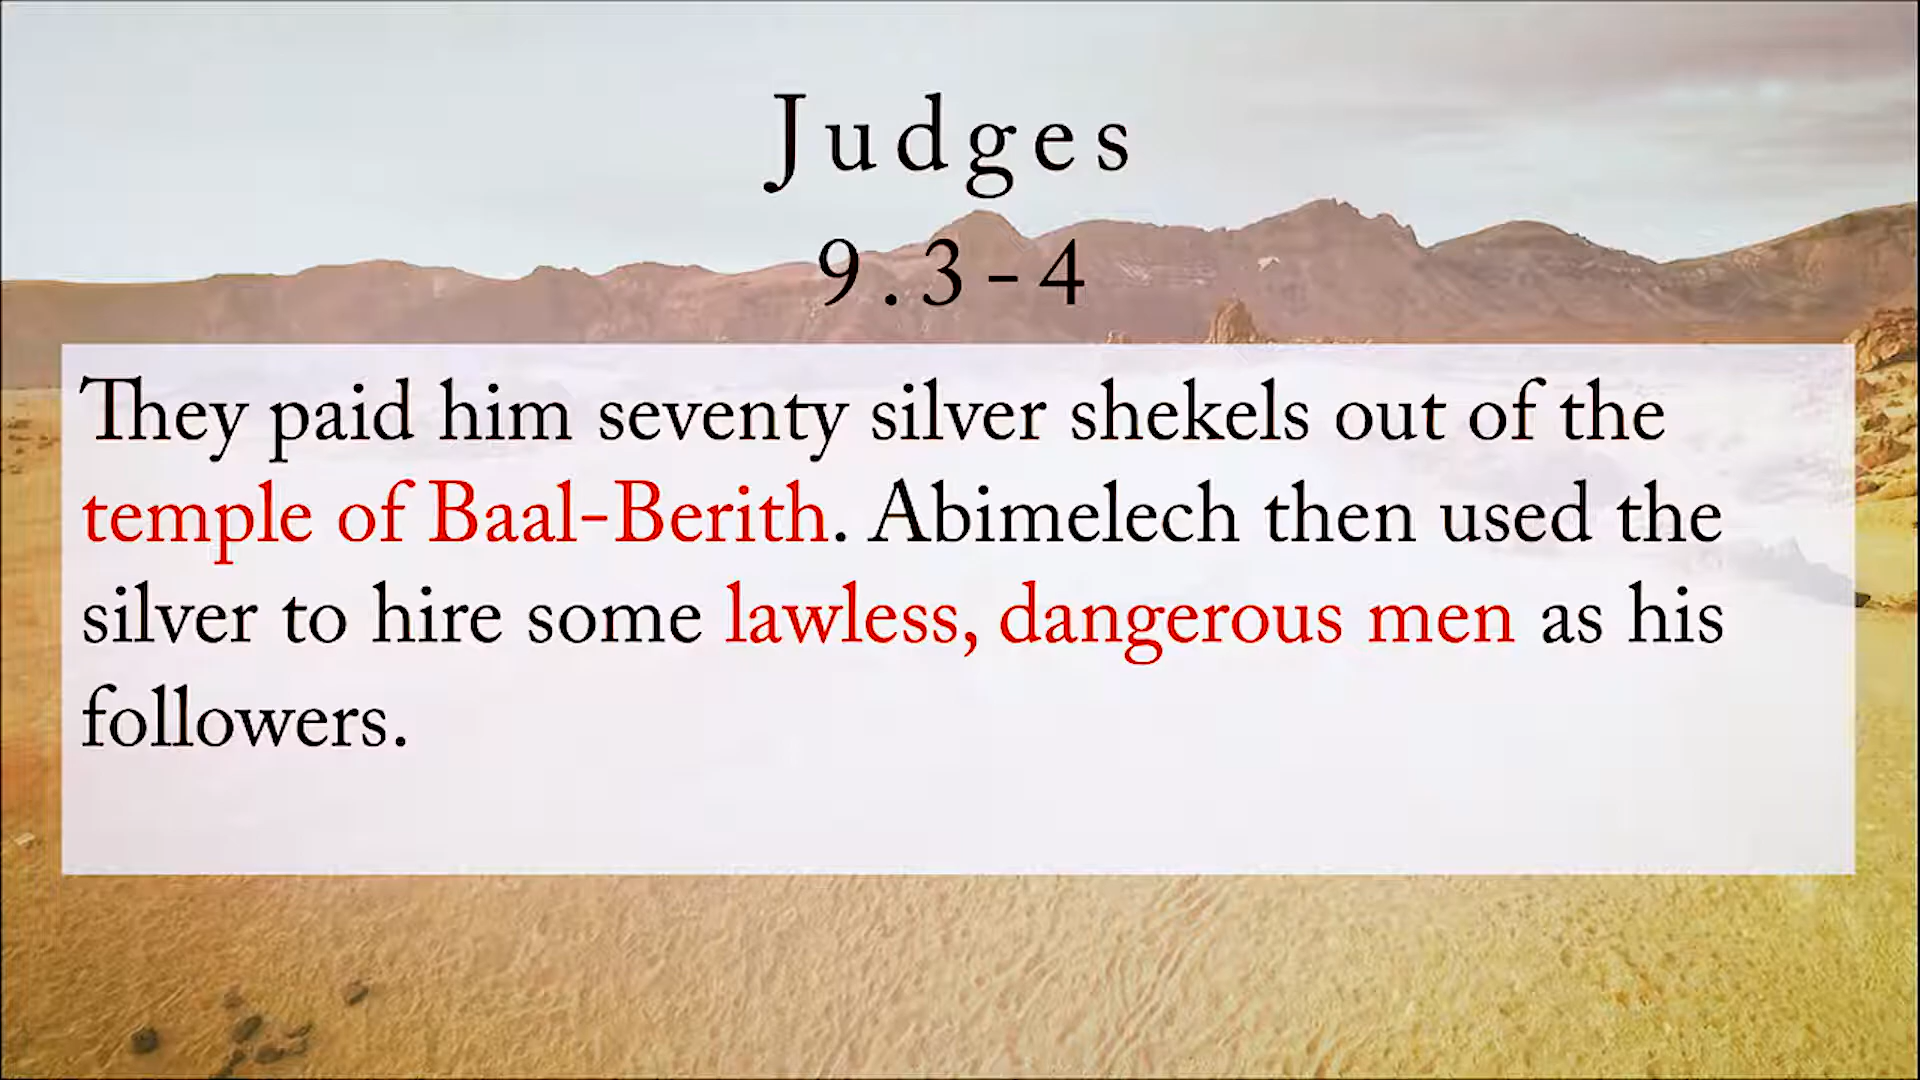 Judges
9.3-4
They paid him seventy silver shekels out of the
temple of Baal-Berith. Abimelech then used the
silver to hire some lawless, dangerous men as his
followers.